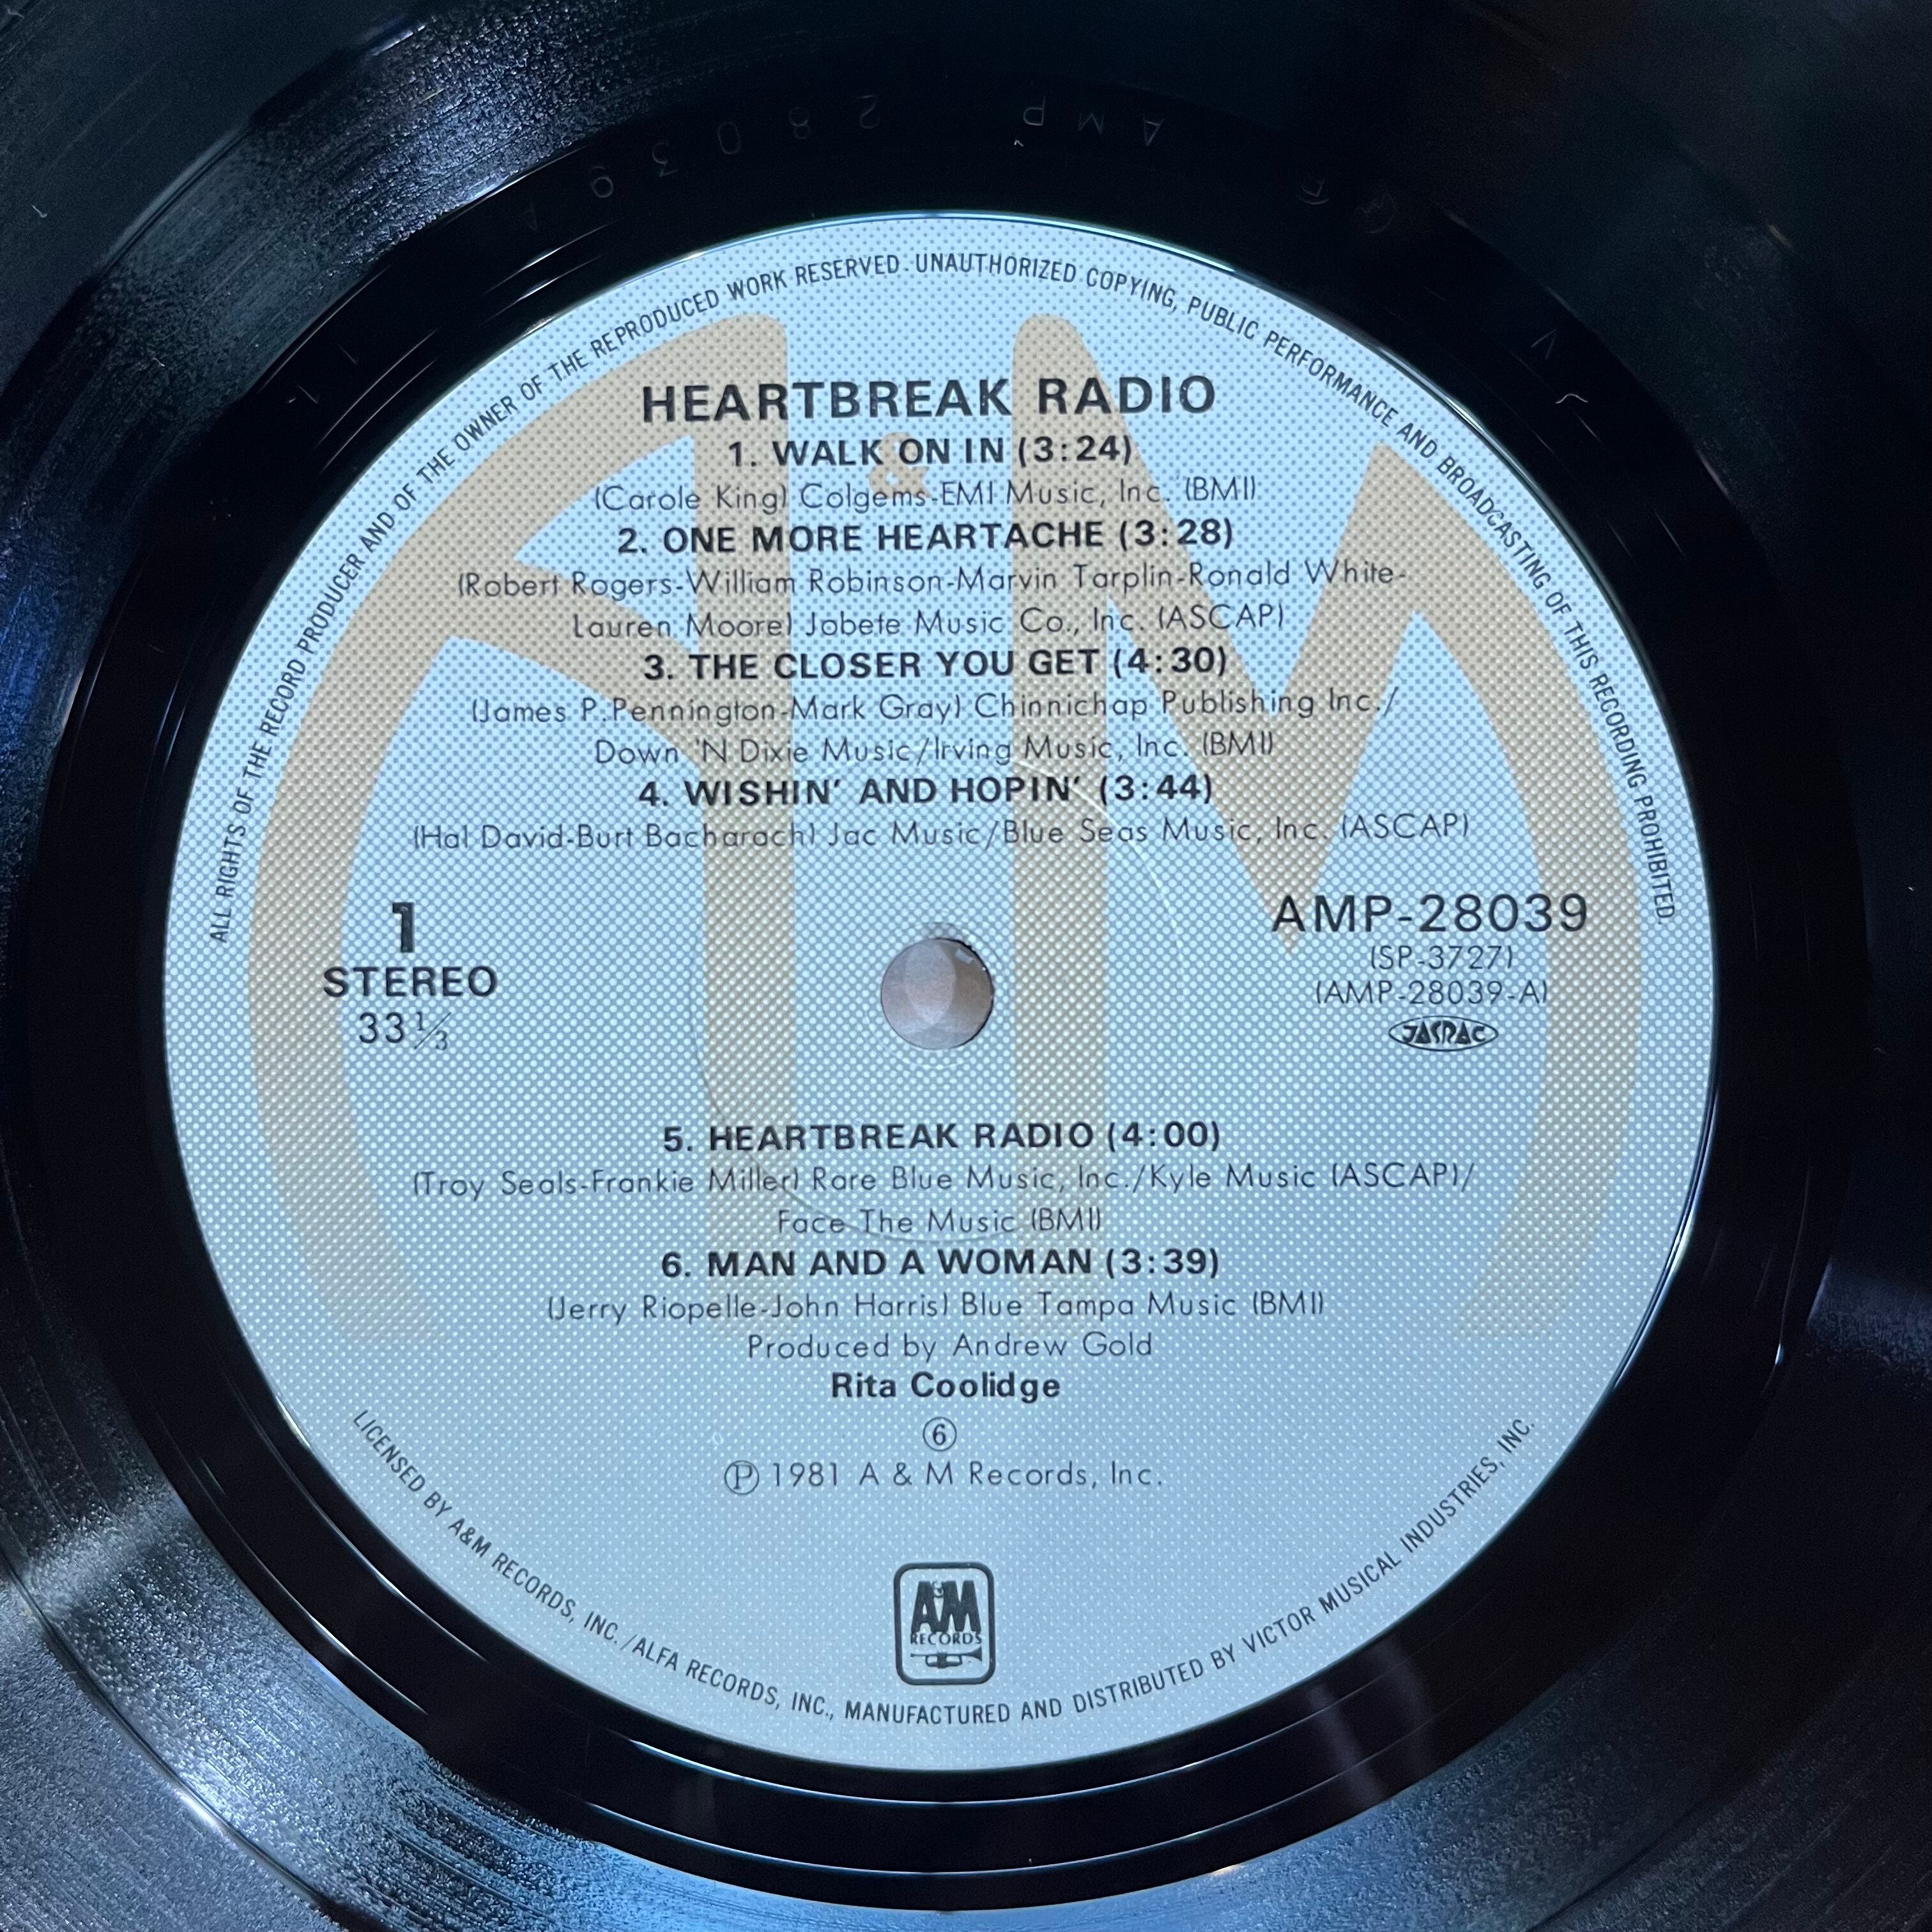 AMP 28039
ALL RIGHTS OF THE RECORD PRODUCER AND OF THE OWNER OF THE REPRODUCED WORK RESERVED. UNAUTHORIZED COPYING, PUBLIC PERFORMANCE AND BROADCASTING OF THIS RECORDING PROHIBITED.
A&M
HEARTBREAK RADIO
1. WALK ON IN (3:24)
(Carole King) Colgems-EMI Music, Inc. (BMI)
2. ONE MORE HEARTACHE (3:28)
(Robert Rogers-William Robinson-Marvin Tarplin-Ronald White-
Lauren Moore) Jobete Music Co., Inc. (ASCAP)
3. THE CLOSER YOU GET (4:30)
(James P.Pennington-Mark Gray) Chinnichap Publishing Inc./
Down 'N Dixie Music/Irving Music, Inc. (BMI)
4. WISHIN' AND HOPIN' (3:44)
(Hal David-Burt Bacharach) Jac Music/Blue Seas Music, Inc. (ASCAP)
1
STEREO
33 1/3
AMP-28039
(SP-3727)
(AMP-28039-A)
JASRAC
5. HEARTBREAK RADIO (4:00)
(Troy Seals-Frankie Miller) Rare Blue Music, Inc./Kyle Music (ASCAP)/
Face The Music (BMI)
6. MAN AND A WOMAN (3:39)
(Jerry Riopelle-John Harris) Blue Tampa Music (BMI)
Produced by Andrew Gold
Rita Coolidge
⑥
Ⓟ 1981 A & M Records, Inc.
A&M
RECORDS
LICENSED BY A&M RECORDS, INC./ALFA RECORDS, INC., MANUFACTURED AND DISTRIBUTED BY VICTOR MUSICAL INDUSTRIES, INC.